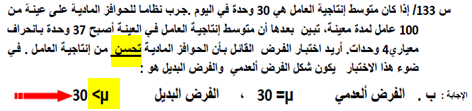 س 133/ إذا كان متوسط إنتاجية العامل هي 30 وحدة في اليوم .جرب نظاما للحوافز المادية على عينة من
100 عامل لمدة معينة، تبين بعدها أن متوسط إنتاجية العامل في العينة أصبح 37 وحدة بانحراف
معياري4 وحدات. أريد اختبار الفرض القائل بأن الحوافز المادية تحسن من إنتاجية العامل . في
ضوء هذا الاختبار يكون شكل الفرض ألعدمي والفرض البديل هو :
الإجابة : ب . الفرض ألعدمي µ= 30 ، الفرض البديل µ> 30